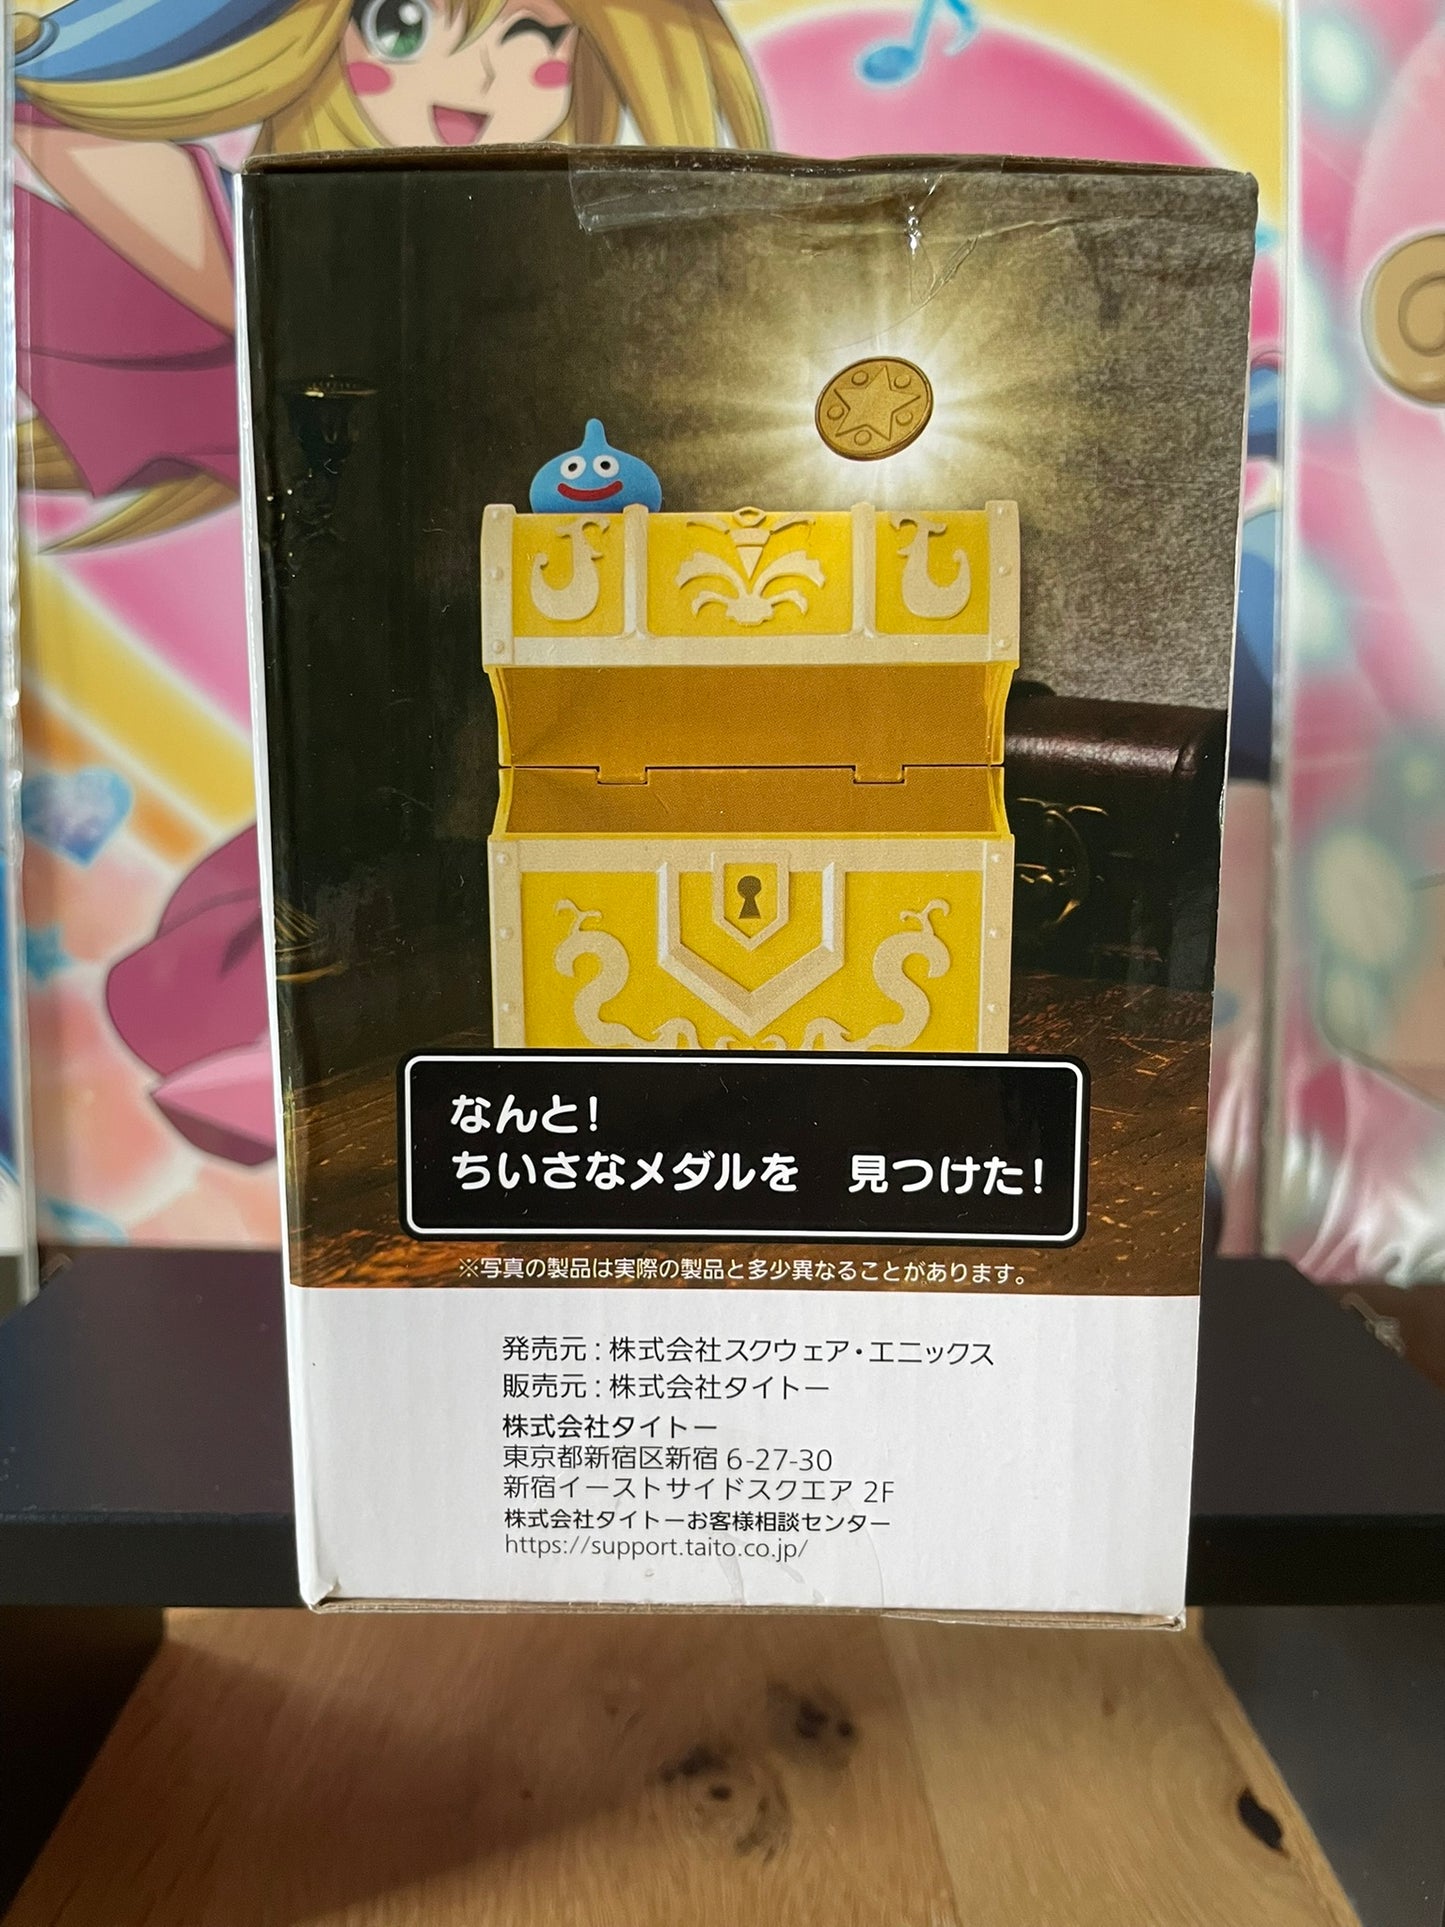 なんと!
ちいさなメダルを　見つけた!
※写真の製品は実際の製品と多少異なることがあります。
発売元 : 株式会社スクウェア・エニックス
販売元 : 株式会社タイトー
株式会社タイトー
東京都新宿区新宿 6-27-30
新宿イーストサイドスクエア 2F
株式会社タイトーお客様相談センター
https://support.taito.co.jp/